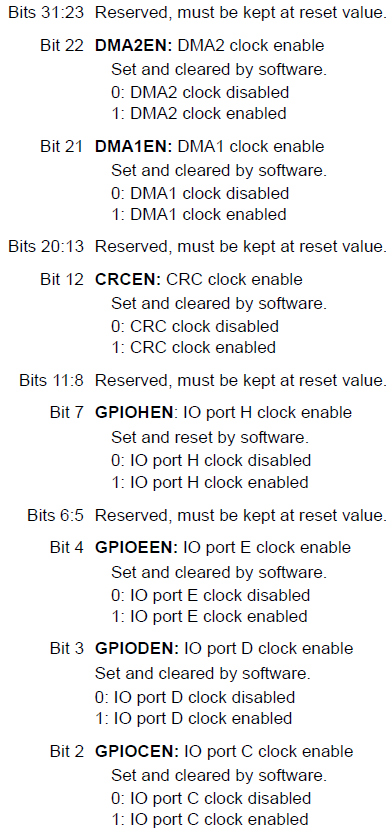 Bits 31:23 Reserved, must be kept at reset value.
Bit 22 DMA2EN: DMA2 clock enable
Set and cleared by software.
0: DMA2 clock disabled
1: DMA2 clock enabled
Bit 21 DMA1EN: DMA1 clock enable
Set and cleared by software.
0: DMA1 clock disabled
1: DMA1 clock enabled
Bits 20:13 Reserved, must be kept at reset value.
Bit 12 CRCEN: CRC clock enable
Set and cleared by software.
0: CRC clock disabled
1: CRC clock enabled
Bits 11:8 Reserved, must be kept at reset value.
Bit 7 GPIOHEN: IO port H clock enable
Set and reset by software.
0: IO port H clock disabled
1: IO port H clock enabled
Bits 6:5 Reserved, must be kept at reset value.
Bit 4 GPIOEEN: IO port E clock enable
Set and cleared by software.
0: IO port E clock disabled
1: IO port E clock enabled
Bit 3 GPIODEN: IO port D clock enable
Set and cleared by software.
0: IO port D clock disabled
1: IO port D clock enabled
Bit 2 GPIOCEN: IO port C clock enable
Set and cleared by software.
0: IO port C clock disabled
1: IO port C clock enabled